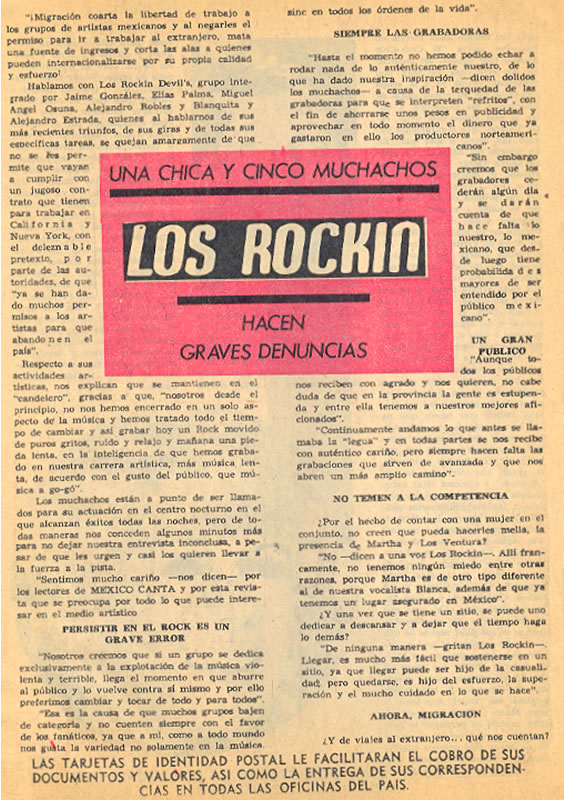 "¡Migración coarta la libertad de trabajo a
los grupos de artistas mexicanos y al negarles el
permiso para ir a trabajar al extranjero, mata
una fuente de ingresos y corta las alas a quienes
pueden internacionalizarse por su propia calidad
y esfuerzo!
Hablamos con Los Rockin Devil's, grupo inte-
grado por Jaime González, Elías Palma, Miguel
Angel Osuna, Alejandro Robles y Blanquita y
Alejandro Estrada, quienes al hablarnos de sus
más recientes triunfos, de sus giras y de todas sus
específicas tareas, se quejan amargamente de que
no se les per-
mite que vayan
a cumplir con
un jugoso con-
trato que tienen
para trabajar en
California y
Nueva York, con
el deleznable
pretexto, por
parte de las au-
toridades, de que
"ya se han da-
do muchos per-
misos a los ar-
tistas para que
abandonen el
país".
Respecto a sus
actividades ar-
tísticas, nos explican que se mantienen en el
"candelero", gracias a que, "nosotros desde el
principio, no nos hemos encerrado en un solo as-
pecto de la música y hemos tratado todo el tiem-
po de cambiar y así grabar hoy un Rock movido
de puros gritos, ruido y relajo y mañana una pie-
da lenta, en la inteligencia de que hemos graba-
do en nuestra carrera artística, más música len-
ta, de acuerdo con el gusto del público, que mú-
sica a go-gó".
Los muchachos están a punto de ser llama-
dos para su actuación en el centro nocturno en el
que alcanzan éxitos todas las noches, pero de to-
das maneras nos conceden algunos minutos más
para no dejar nuestra entrevista inconclusa, a pe-
sar de que les urgen y casi los quieren llevar a
la fuerza a la pista.
"Sentimos mucho cariño —nos dicen— por
los lectores de MEXICO CANTA y por esta revis-
ta que se preocupa por todo lo que puede intere-
sar en el medio artístico
PERSISTIR EN EL ROCK ES UN
GRAVE ERROR
"Nosotros creemos que si un grupo se dedica
exclusivamente a la explotación de la música vio-
lenta y terrible, llega el momento en que aburre
al público y lo vuelve contra sí mismo y por ello
preferimos cambiar y tocar de todo y para todos".
"Esa es la causa de que muchos grupos bajen
de categoría y no cuenten siempre con el favor
de los fanáticos, ya que a mí, como a todo mundo
nos gusta la variedad no solamente en la música.
UNA CHICA Y CINCO MUCHACHOS
LOS ROCKIN
HACEN
GRAVES DENUNCIAS
sino en todos los órdenes de la vida".
SIEMPRE LAS GRABADORAS
"Hasta el momento no hemos podido echar a
rodar nada de lo auténticamente nuestro, de lo
que ha dado nuestra inspiración —dicen dolidos
los muchachos— a causa de la terquedad de las
grabadoras para que se interpreten "refritos", con
el fin de ahorrarse unos pesos en publicidad y
aprovechar en todo momento el dinero que ya
gastaron en ello los productores norteameri-
canos".
"Sin embargo
creemos que los
grabadores ce-
derán algún día
y se darán
cuenta de que
hace falta lo
nuestro, lo me-
xicano, que des-
de luego tiene
probabilidades
mayores de ser
entendido por el
público mexi-
cano".
UN GRAN
PUBLICO
"Aunque to-
dos los públicos
nos reciben con agrado y nos quieren, no cabe
duda de que en la provincia la gente es estupen-
da y entre ella tenemos a nuestros mejores afi-
cionados".
"Continuamente andamos lo que antes se lla-
maba la "legua" y en todas partes se nos recibe
con auténtico cariño, pero siempre hacen falta las
grabaciones que sirven de avanzada y que nos
abren un más amplio camino".
NO TEMEN A LA COMPETENCIA
¿Por el hecho de contar con una mujer en el
conjunto, no creen que pueda hacerles mella, la
presencia de Martha y Los Ventura?
"No —dicen a una voz Los Rockin—. Allí fran-
camente, no tenemos ningún miedo entre otras
razones, porque Martha es de otro tipo diferente
al de nuestra vocalista Blanca, además de que ya
tenemos un lugar asegurado en México".
¿Y una vez que se tiene un sitio, se puede uno
dedicar a descansar y a dejar que el tiempo haga
lo demás?
"De ninguna manera —gritan Los Rockin—.
Llegar, es mucho más fácil que sostenerse en un
sitio, ya que llegar puede ser hijo de la casuali-
dad, pero quedarse, es hijo del esfuerzo, la supe-
ración y el mucho cuidado en lo que se hace".
AHORA, MIGRACION
¿Y de viajes al extranjero... qué nos cuentan?
LAS TARJETAS DE IDENTIDAD POSTAL LE FACILITARAN EL COBRO DE SUS
DOCUMENTOS Y VALORES, ASI COMO LA ENTREGA DE SUS CORRESPONDEN-
CIAS EN TODAS LAS OFICINAS DEL PAIS.